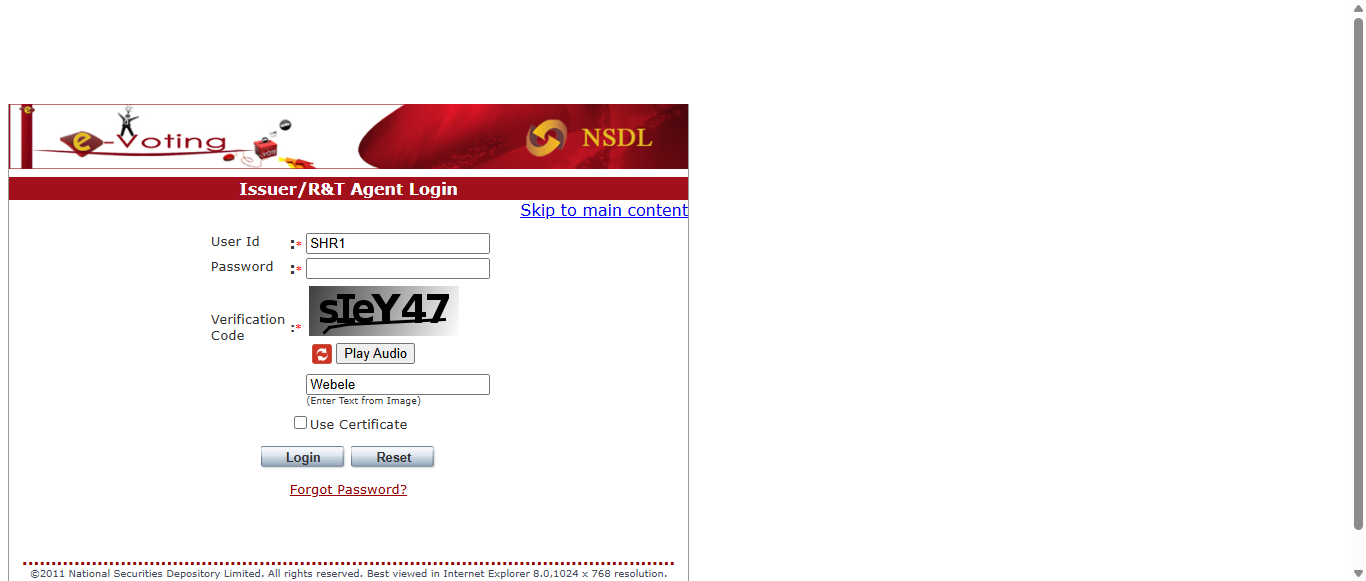 e-Voting
NSDL
Issuer/R&T Agent Login
Skip to main content
User Id :* SHR1
Password :*
Verification Code :* sIeY47
Play Audio
Webele
(Enter Text from Image)
Use Certificate
Login Reset
Forgot Password?
©2011 National Securities Depository Limited. All rights reserved. Best viewed in Internet Explorer 8.0,1024 x 768 resolution.